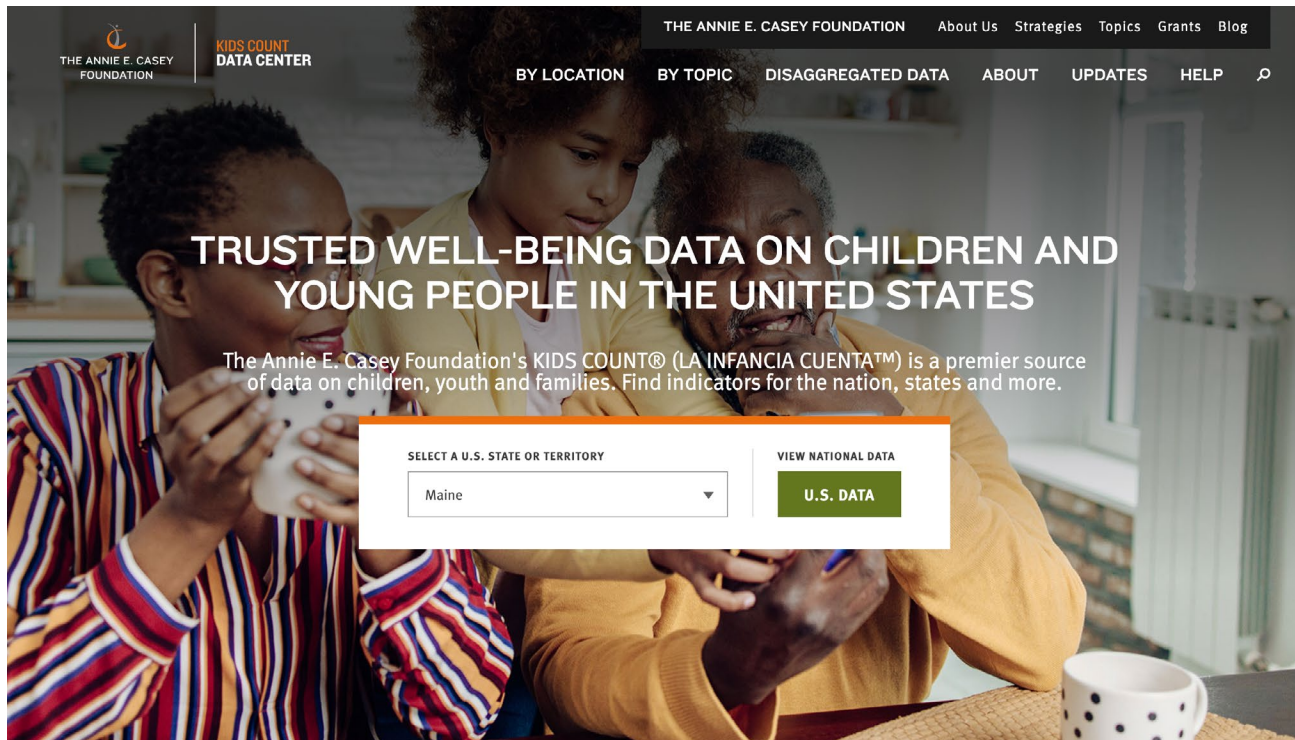 THE ANNIE E. CASEY FOUNDATION About Us Strategies Topics Grants Blog
THE ANNIE E. CASEY
FOUNDATION
KIDS COUNT
DATA CENTER
BY LOCATION BY TOPIC DISAGGREGATED DATA ABOUT UPDATES HELP
TRUSTED WELL-BEING DATA ON CHILDREN AND
YOUNG PEOPLE IN THE UNITED STATES
The Annie E. Casey Foundation's KIDS COUNT® (LA INFANCIA CUENTA™) is a premier source
of data on children, youth and families. Find indicators for the nation, states and more.
SELECT A U.S. STATE OR TERRITORY
Maine
VIEW NATIONAL DATA
U.S. DATA